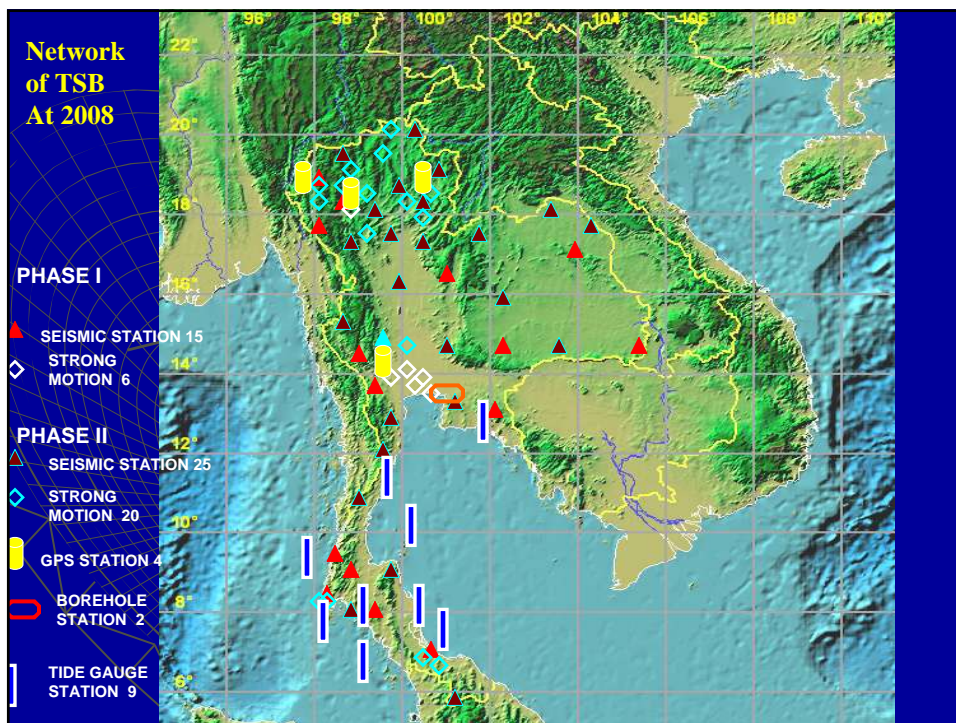 Network
of TSB
At 2008
96° 98° 100° 102° 104° 106° 108° 110°
22°
20°
18°
16°
14°
12°
10°
8°
6°
PHASE I
SEISMIC STATION 15
STRONG
MOTION 6
PHASE II
SEISMIC STATION 25
STRONG
MOTION 20
GPS STATION 4
BOREHOLE
STATION 2
TIDE GAUGE
STATION 9